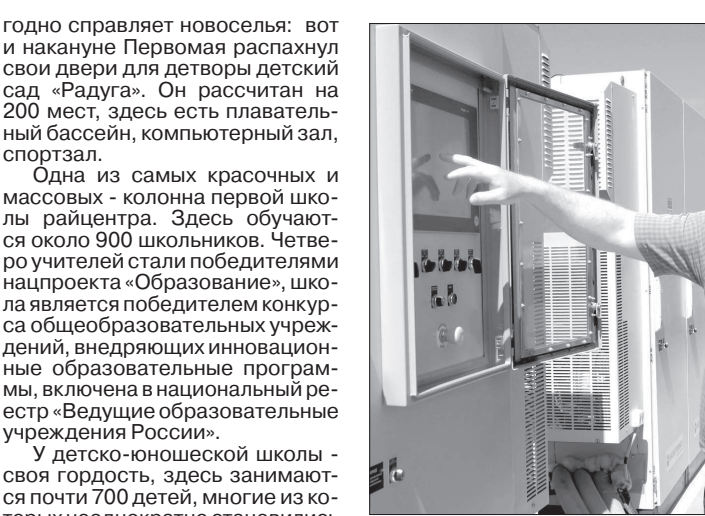 годно справляет новоселья: вот
и накануне Первомая распахнул
свои двери для детворы детский
сад «Радуга». Он рассчитан на
200 мест, здесь есть плаватель-
ный бассейн, компьютерный зал,
спортзал.
Одна из самых красочных и
массовых - колонна первой шко-
лы райцентра. Здесь обучают-
ся около 900 школьников. Четве-
ро учителей стали победителями
нацпроекта «Образование», шко-
ла является победителем конкур-
са общеобразовательных учреж-
дений, внедряющих инновацион-
ные образовательные програм-
мы, включена в национальный ре-
естр «Ведущие образовательные
учреждения России».
У детско-юношеской школы -
своя гордость, здесь занимают-
ся почти 700 детей, многие из ко-
торых неоднократно становились